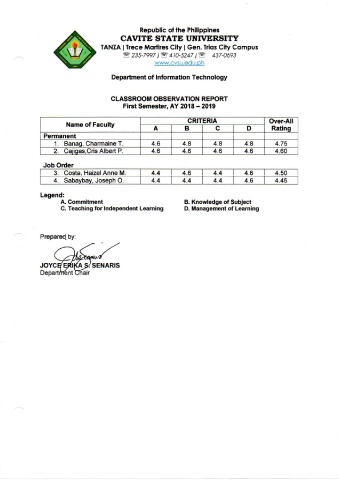 Republic of the Philippines
CAVITE STATE UNIVERSITY
TANZA | Trece Martires City | Gen. Trias City Campus
☏ 235-7997 | ☏ 410-5247 | ☏ 437-0693
www.cvsu.edu.ph
Department of Information Technology
CLASSROOM OBSERVATION REPORT
First Semester, AY 2018 – 2019
Name of Faculty CRITERIA Over-All Rating
A B C D
Permanent
1. Banag, Charmaine T. 4.6 4.8 4.8 4.8 4.75
2. Cajigas,Cris Albert P. 4.6 4.6 4.6 4.6 4.60
Job Order
3. Costa, Haizel Anne M. 4.4 4.6 4.4 4.6 4.50
4. Sabaybay, Joseph O. 4.4 4.4 4.4 4.6 4.45
Legend:
A. Commitment B. Knowledge of Subject
C. Teaching for Independent Learning D. Management of Learning
Prepared by:
JOYCE ERIKA S. SENARIS
Department Chair